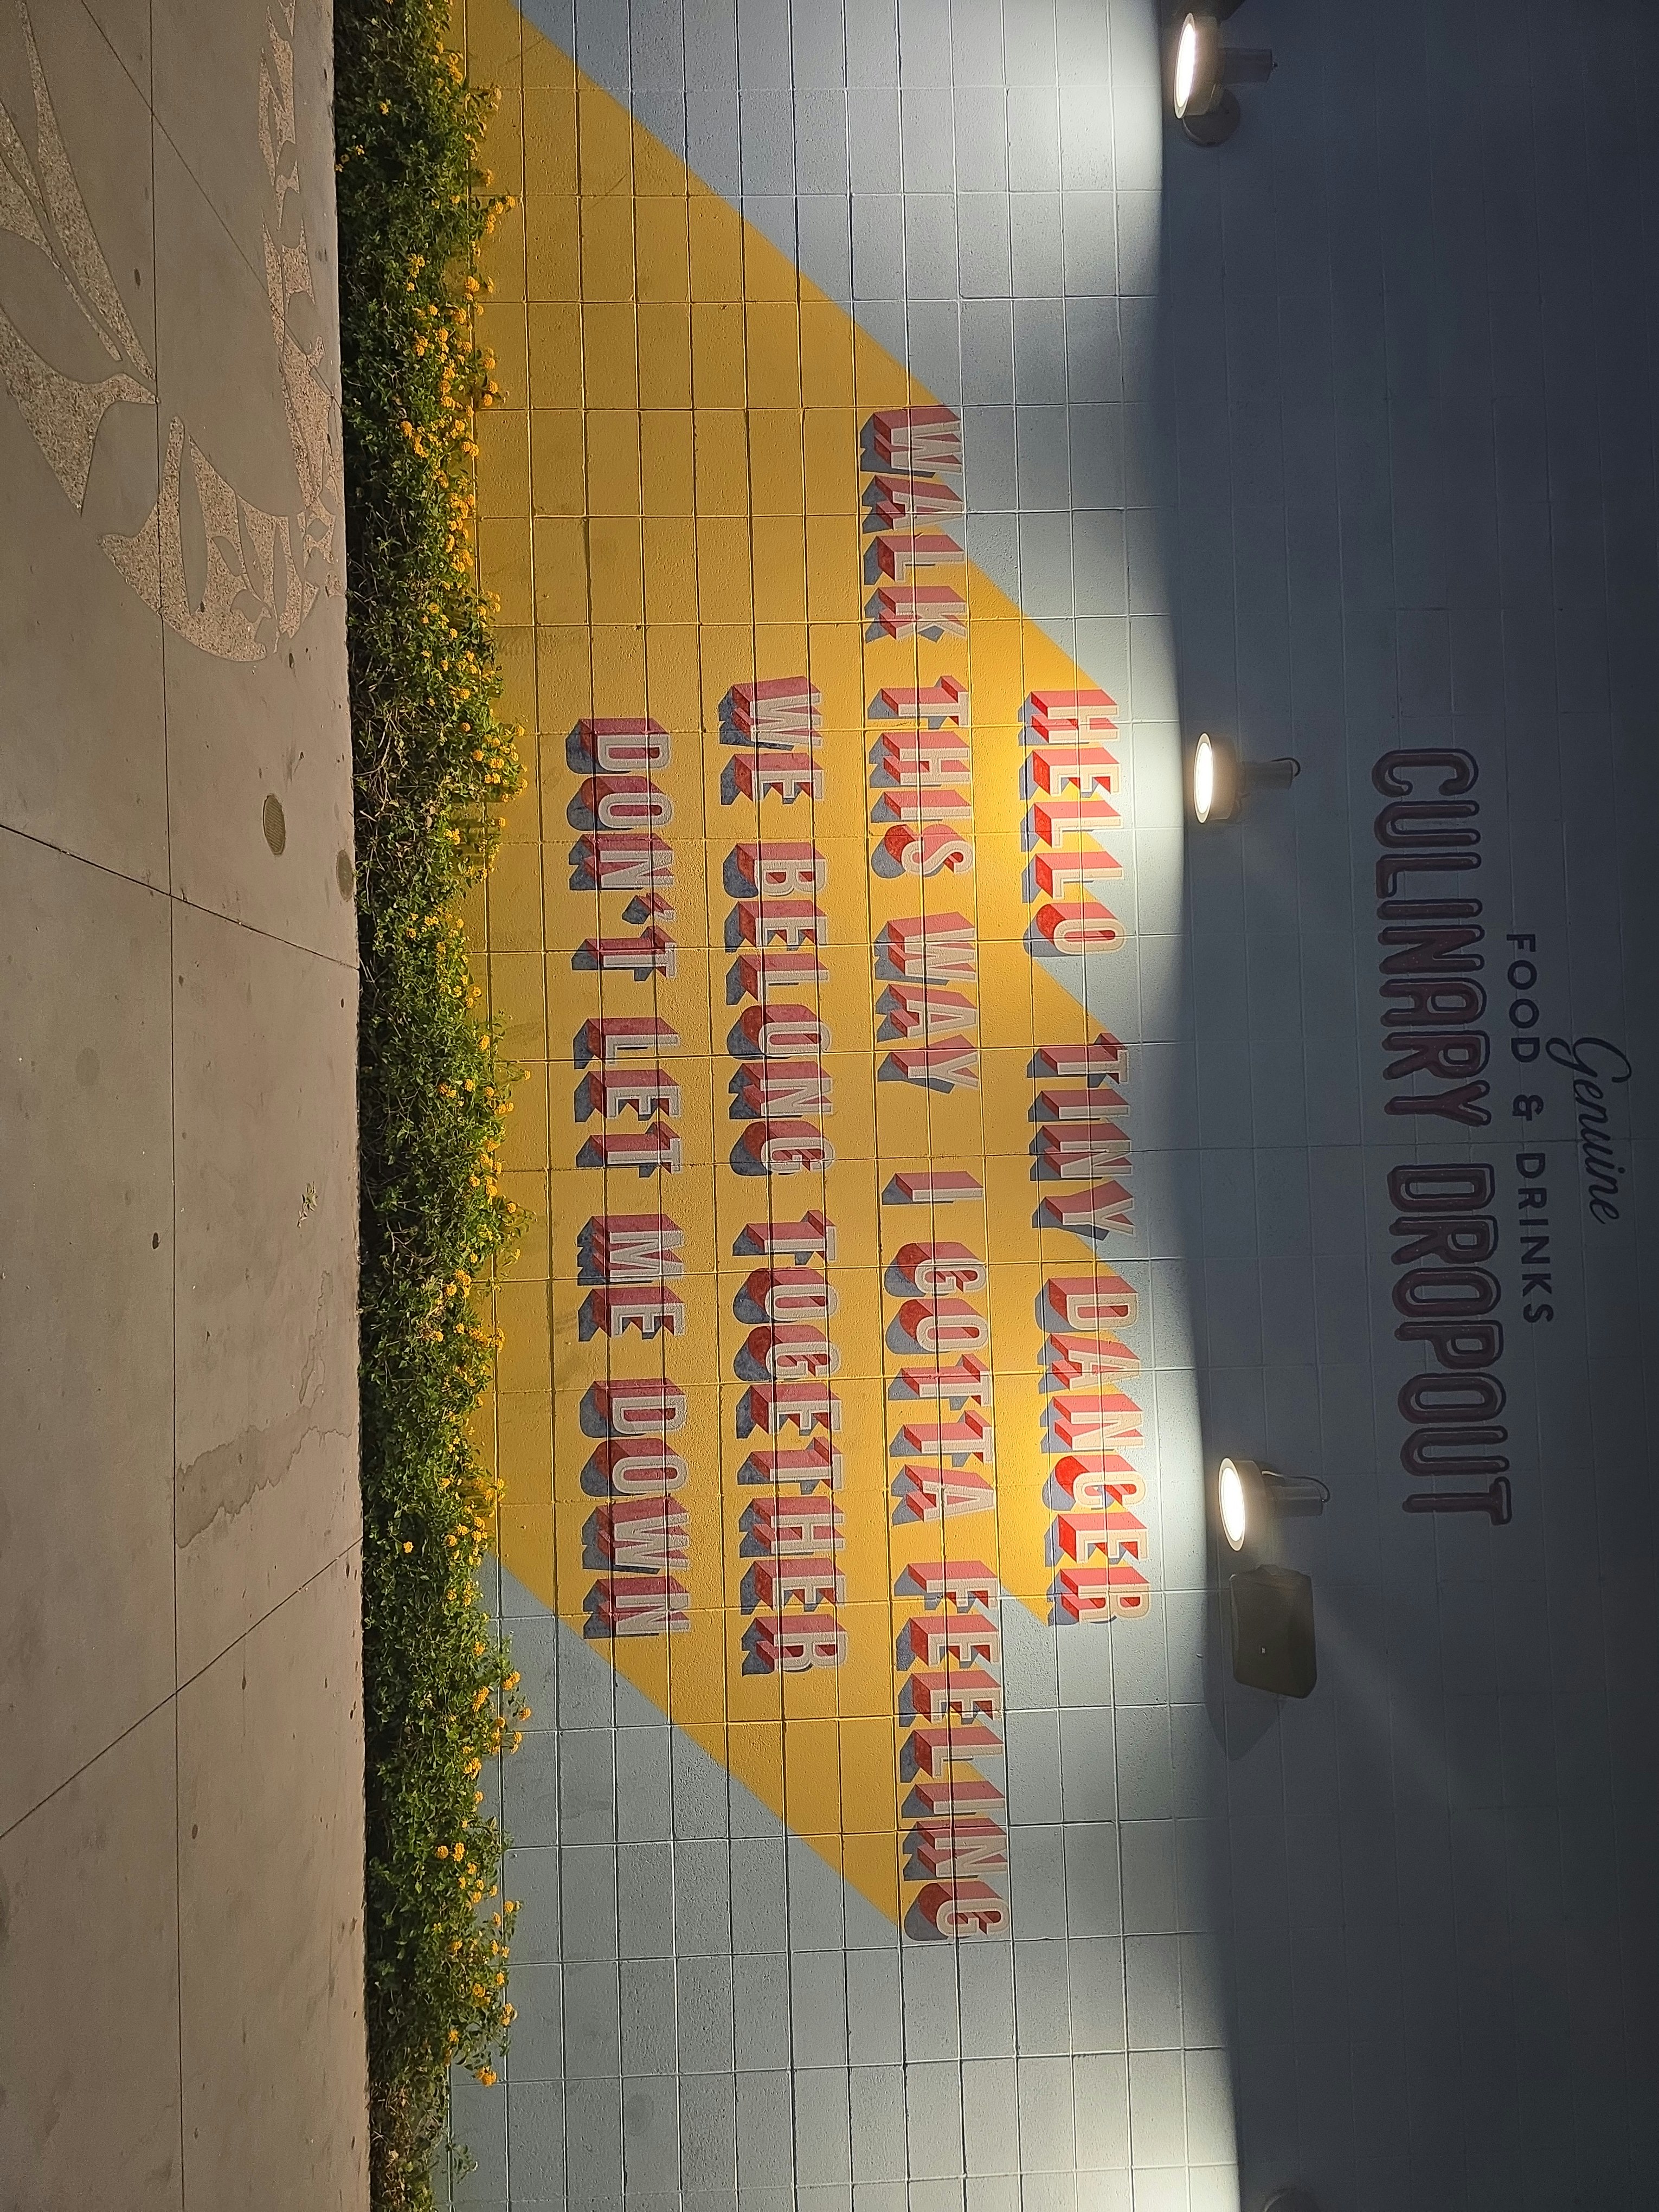 Genuine
FOOD & DRINKS
CULINARY DROPOUT
HELLO TINY DANCER
WALK THIS WAY I GOTTA FEELING
WE BELONG TOGETHER
DON'T LET ME DOWN